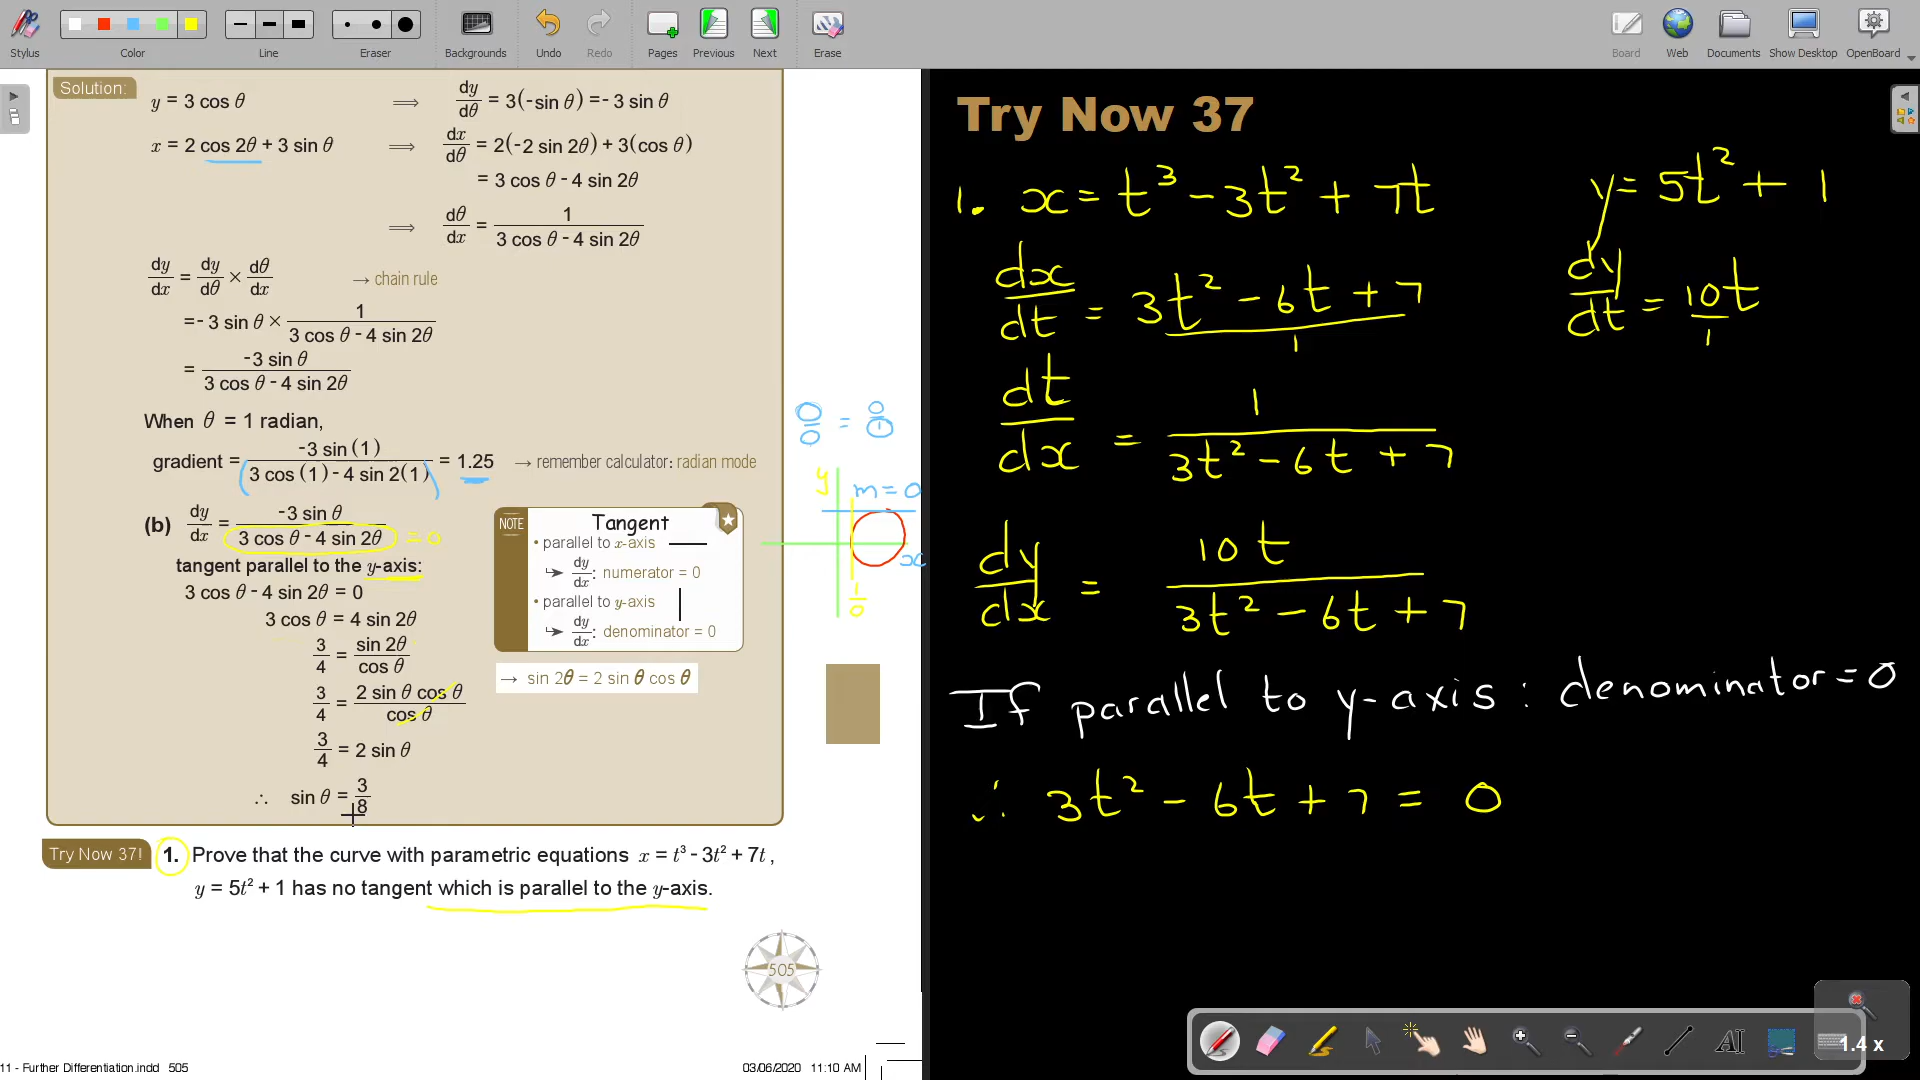 Stylus
Color
Line
Eraser
Backgrounds
Undo
Redo
Pages
Previous
Next
Erase
Board
Web
Documents
Show Desktop
OpenBoard
Solution:
y = 3 cos θ ⟹ dy/dθ = 3(-sin θ) = - 3 sin θ
x = 2 cos 2θ + 3 sin θ ⟹ dx/dθ = 2(-2 sin 2θ) + 3(cos θ)
= 3 cos θ - 4 sin 2θ
⟹ dθ/dx = 1/(3 cos θ - 4 sin 2θ)
dy/dx = dy/dθ × dθ/dx → chain rule
= - 3 sin θ × 1/(3 cos θ - 4 sin 2θ)
= -3 sin θ/(3 cos θ - 4 sin 2θ)
When θ = 1 radian,
gradient = -3 sin (1)/(3 cos (1) - 4 sin 2(1)) = 1.25 → remember calculator: radian mode
(b) dy/dx = -3 sin θ/(3 cos θ - 4 sin 2θ) = 0
tangent parallel to the y-axis:
3 cos θ - 4 sin 2θ = 0
3 cos θ = 4 sin 2θ
3/4 = sin 2θ/cos θ
3/4 = 2 sin θ cos θ/cos θ
3/4 = 2 sin θ
∴ sin θ = 3/8
NOTE
Tangent
• parallel to x-axis
↳ dy/dx: numerator = 0
• parallel to y-axis
↳ dy/dx: denominator = 0
→ sin 2θ = 2 sin θ cos θ
0/0 = 0/1
y
m = 0
x
1/0
Try Now 37! 1. Prove that the curve with parametric equations x = t³ - 3t² + 7t ,
y = 5t² + 1 has no tangent which is parallel to the y-axis.
505
11 - Further Differentiation.indd 505
03/06/2020 11:10 AM
Try Now 37
1. x = t³ - 3t² + 7t y = 5t² + 1
dx/dt = 3t² - 6t + 7/1 dy/dt = 10t/1
dt/dx = 1/(3t² - 6t + 7)
dy/dx = 10t/(3t² - 6t + 7)
If parallel to y-axis : denominator = 0
∴ 3t² - 6t + 7 = 0
AI
1.4 x